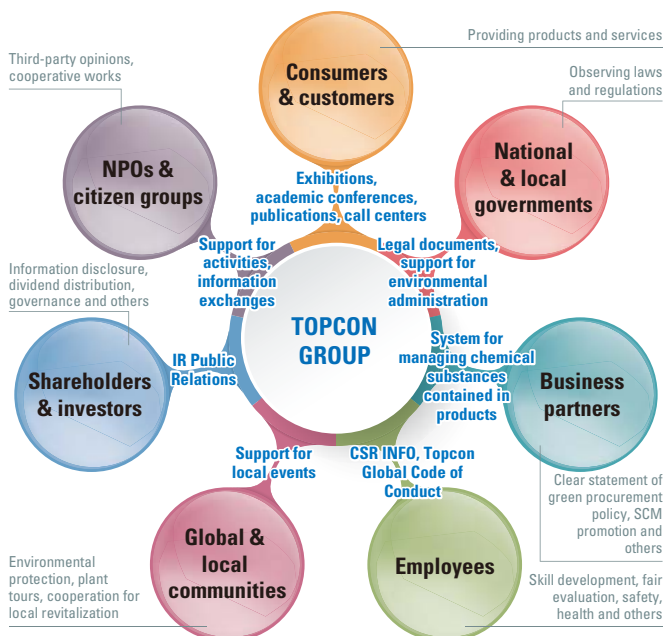 Providing products and services
Consumers
& customers
Exhibitions,
academic conferences,
publications, call centers
Third-party opinions,
cooperative works
NPOs &
citizen groups
Support for
activities,
information
exchanges
Observing laws
and regulations
National
& local
governments
Legal documents,
support for
environmental
administration
TOPCON
GROUP
Information disclosure,
dividend distribution,
governance and others
Shareholders
& investors
IR Public
Relations
System for
managing chemical
substances
contained in
products
Business
partners
Clear statement of
green procurement
policy, SCM
promotion and
others
Support for
local events
Global &
local
communities
Environmental
protection, plant
tours, cooperation for
local revitalization
CSR INFO, Topcon
Global Code of
Conduct
Employees
Skill development, fair
evaluation, safety,
health and others